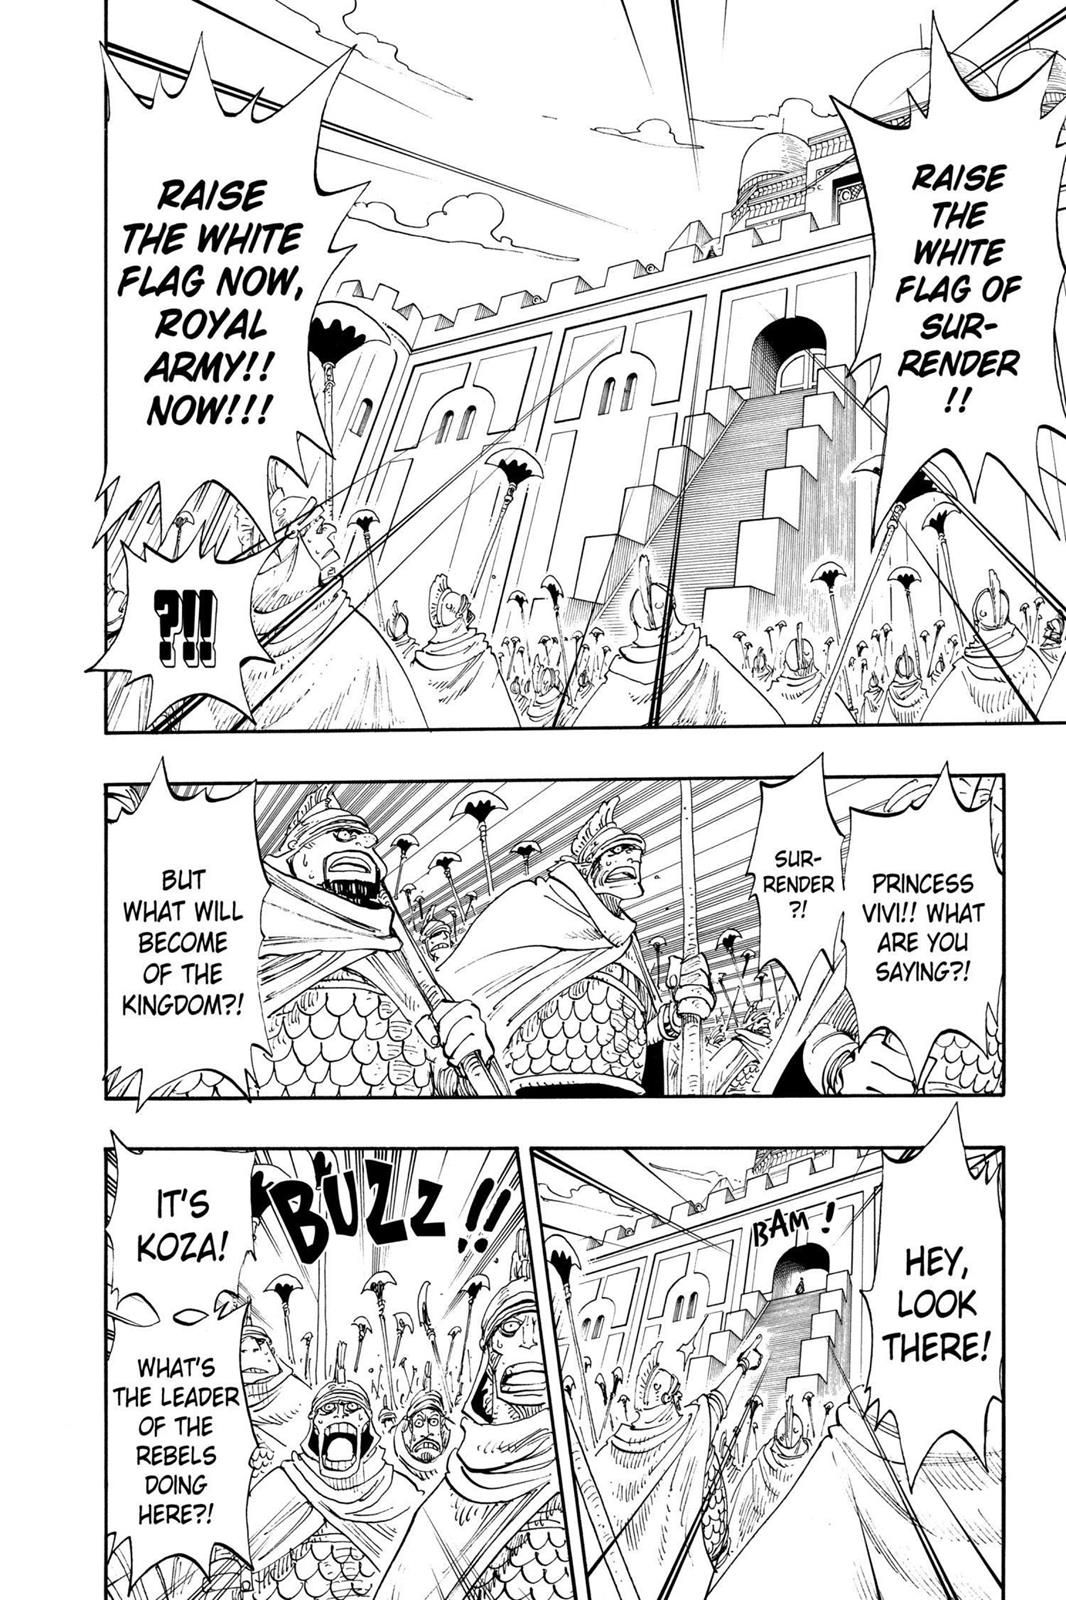 RAISE
THE
WHITE
FLAG OF
SUR-
RENDER
!!
RAISE
THE WHITE
FLAG NOW,
ROYAL
ARMY!!
NOW!!!
?!!
PRINCESS
VIVI!! WHAT
ARE YOU
SAYING?!
SUR-
RENDER
?!
BUT
WHAT WILL
BECOME
OF THE
KINGDOM?!
HEY,
LOOK
THERE!
BAM!
BUZZ!!
IT'S
KOZA!
WHAT'S
THE LEADER
OF THE
REBELS
DOING
HERE?!